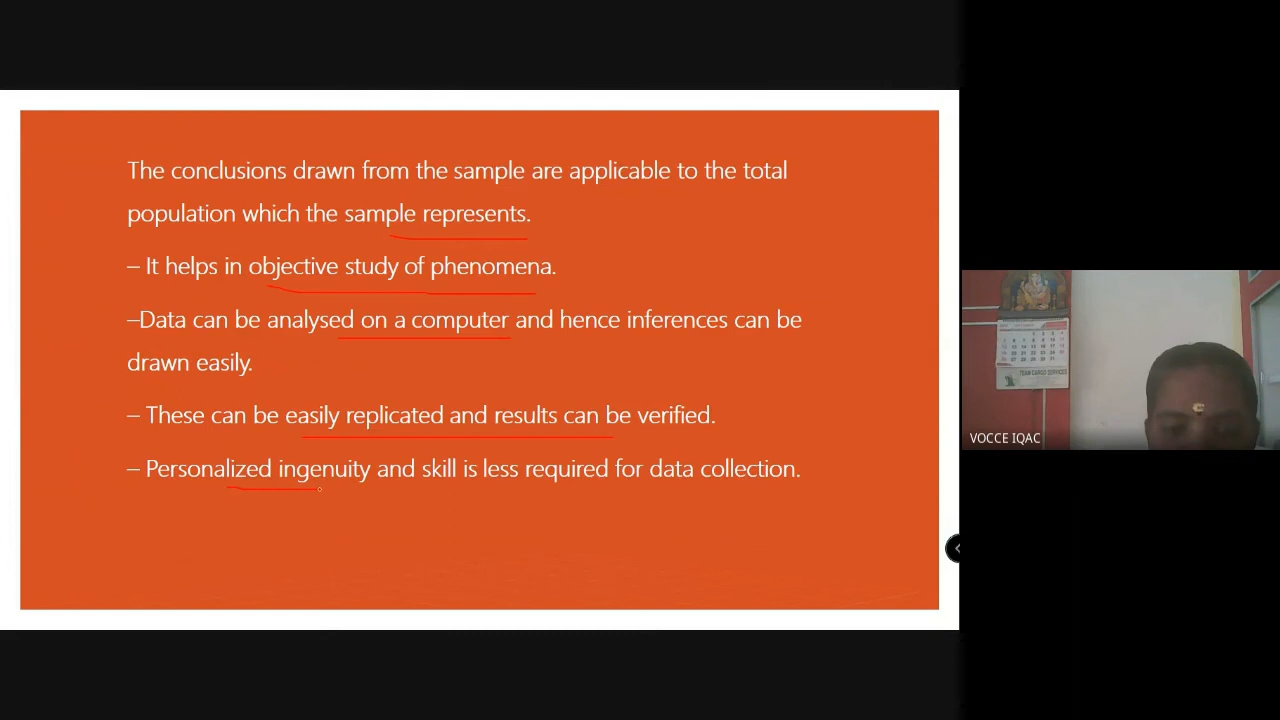 The conclusions drawn from the sample are applicable to the total
population which the sample represents.
– It helps in objective study of phenomena.
–Data can be analysed on a computer and hence inferences can be
drawn easily.
– These can be easily replicated and results can be verified.
– Personalized ingenuity and skill is less required for data collection.
TEAM CARGO SERVICES
VOCCE IQAC